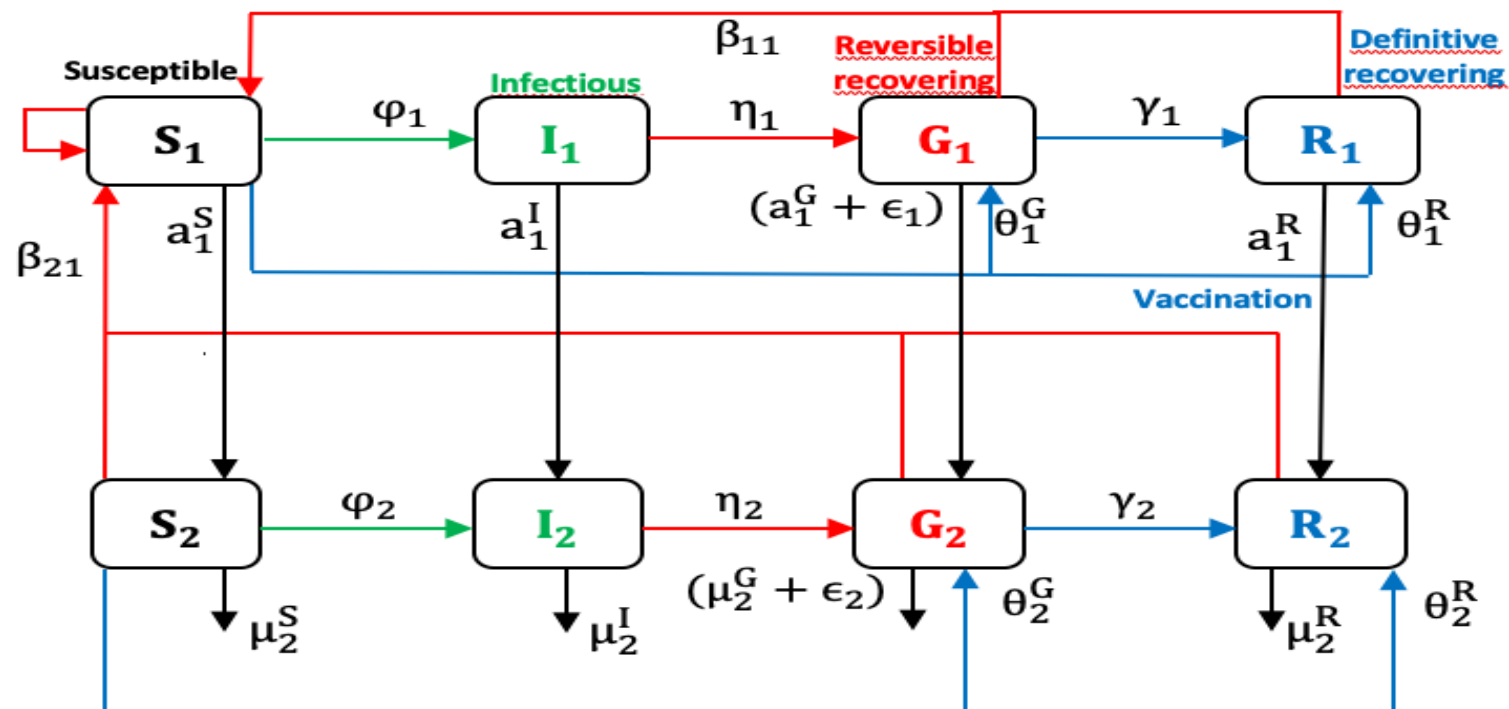 β₁₁
Reversible
recovering
Definitive
recovering
Susceptible
Infectious
S₁
φ₁
I₁
η₁
G₁
γ₁
R₁
β₂₁
a₁ˢ
a₁ᴵ
(a₁ᴳ + ϵ₁)
θ₁ᴳ
a₁ᴿ
θ₁ᴿ
Vaccination
S₂
φ₂
I₂
η₂
G₂
γ₂
R₂
μ₂ˢ
μ₂ᴵ
(μ₂ᴳ + ϵ₂)
θ₂ᴳ
μ₂ᴿ
θ₂ᴿ